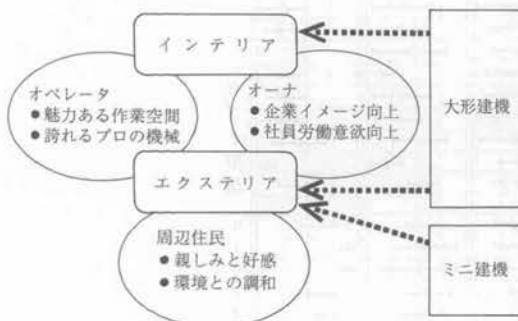 インテリア
オペレータ
● 魅力ある作業空間
● 誇れるプロの機械
オーナ
● 企業イメージ向上
● 社員労働意欲向上
大形建機
エクステリア
周辺住民
● 親しみと好感
● 環境との調和
ミニ建機